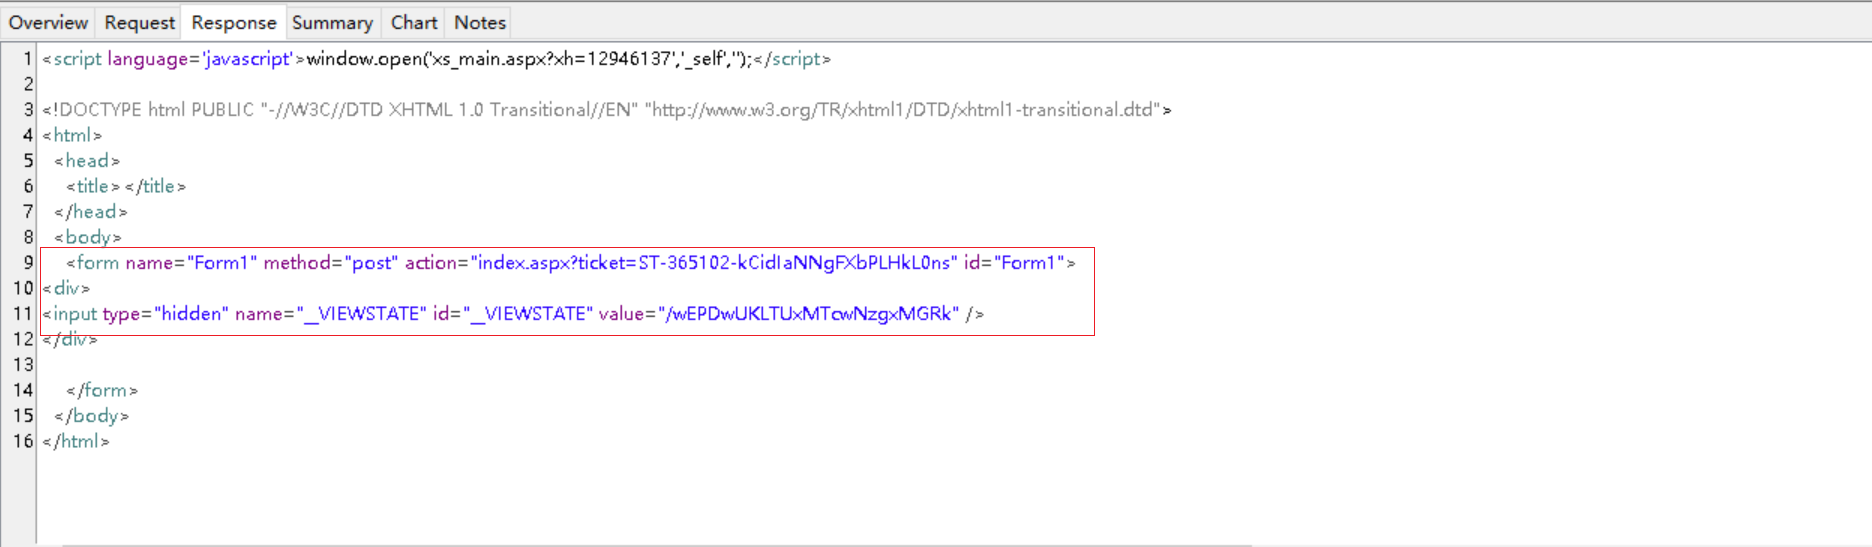 Overview Request Response Summary Chart Notes
1 <script language='javascript'>window.open('xs_main.aspx?xh=12946137','_self','');</script>
2
3 <!DOCTYPE html PUBLIC "-//W3C//DTD XHTML 1.0 Transitional//EN" "http://www.w3.org/TR/xhtml1/DTD/xhtml1-transitional.dtd">
4 <html>
5 <head>
6 <title></title>
7 </head>
8 <body>
9 <form name="Form1" method="post" action="index.aspx?ticket=ST-365102-kCidIaNNgFXbPLHkL0ns" id="Form1">
10 <div>
11 <input type="hidden" name="__VIEWSTATE" id="__VIEWSTATE" value="/wEPDwUKLTUxMTcwNzgxMGRk" />
12 </div>
13
14 </form>
15 </body>
16 </html>